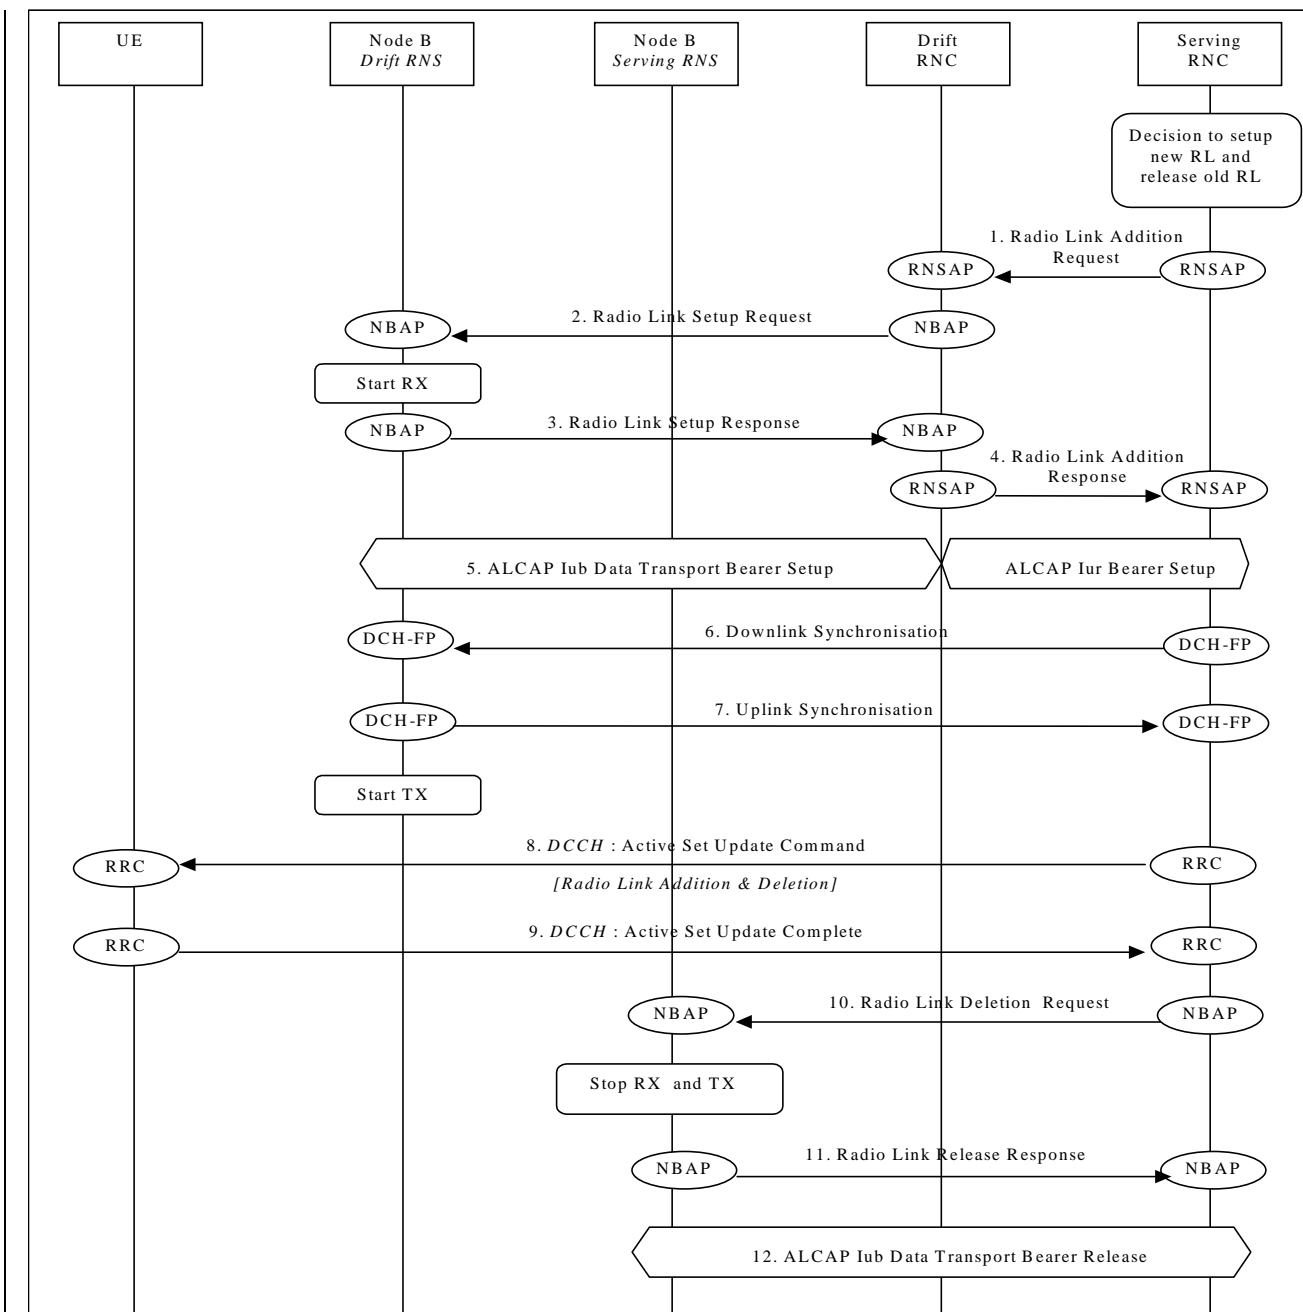 UE
Node B
Drift RNS
Node B
Serving RNS
Drift
RNC
Serving
RNC
Decision to setup
new RL and
release old RL
1. Radio Link Addition
Request
RNSAP
RNSAP
2. Radio Link Setup Request
NBAP
NBAP
Start RX
3. Radio Link Setup Response
NBAP
NBAP
4. Radio Link Addition
Response
RNSAP
RNSAP
5. ALCAP Iub Data Transport Bearer Setup
ALCAP Iur Bearer Setup
6. Downlink Synchronisation
DCH-FP
DCH-FP
7. Uplink Synchronisation
DCH-FP
DCH-FP
Start TX
8. DCCH : Active Set Update Command
RRC
RRC
[Radio Link Addition & Deletion]
9. DCCH : Active Set Update Complete
RRC
RRC
10. Radio Link Deletion Request
NBAP
NBAP
Stop RX and TX
11. Radio Link Release Response
NBAP
NBAP
12. ALCAP Iub Data Transport Bearer Release